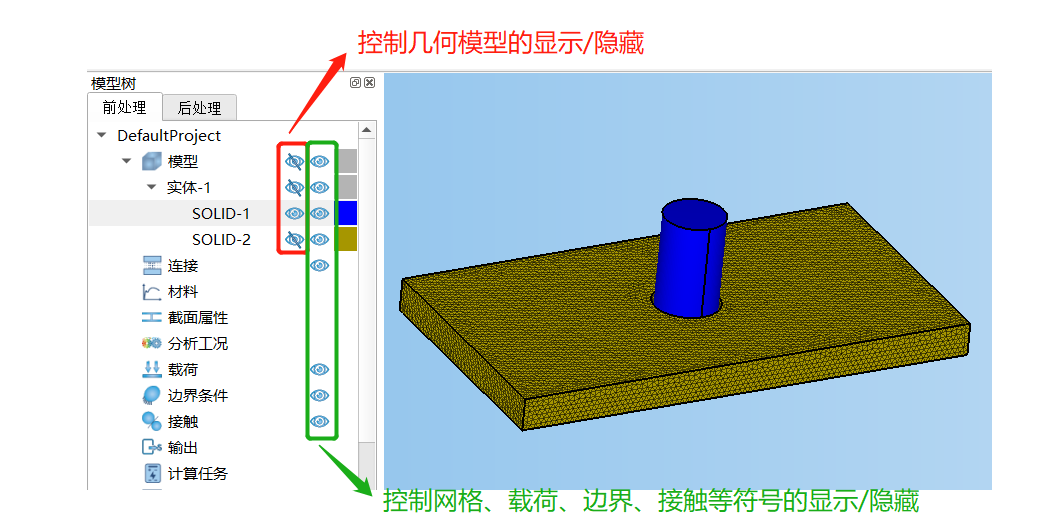 控制几何模型的显示/隐藏
模型树
前处理
后处理
DefaultProject
模型
实体-1
SOLID-1
SOLID-2
连接
材料
截面属性
分析工况
载荷
边界条件
接触
输出
计算任务
控制网格、载荷、边界、接触等符号的显示/隐藏